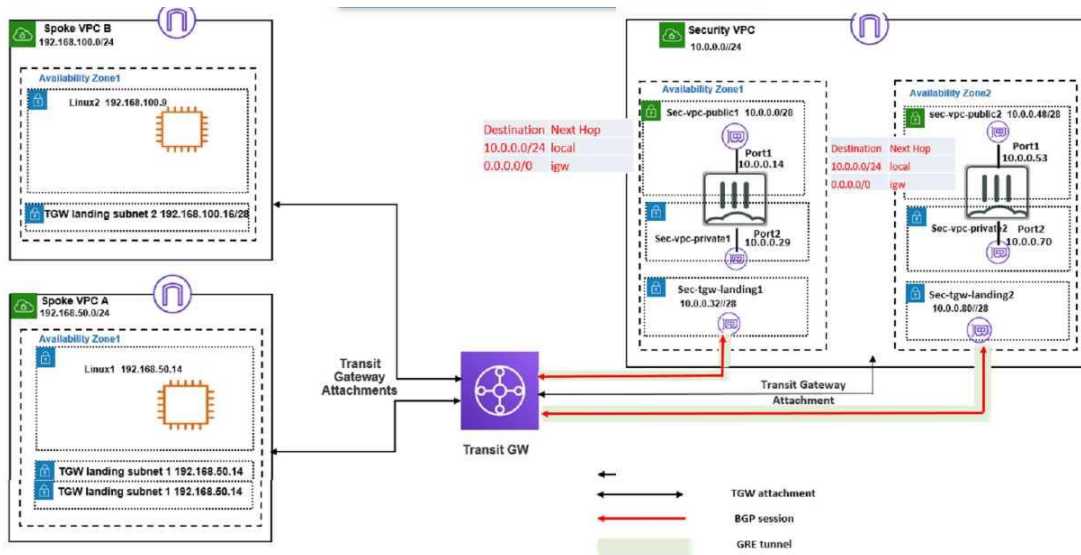 Spoke VPC B
192.168.100.0/24
Availability Zone1
Linux2 192.168.100.9
TGW landing subnet 2 192.168.100.16/28
Spoke VPC A
192.168.50.0/24
Availability Zone1
Linux1 192.168.50.14
TGW landing subnet 1 192.168.50.14
TGW landing subnet 1 192.168.50.14
Transit
Gateway
Attachments
Transit GW
Security VPC
10.0.0.0//24
Availability Zone1
Sec-vpc-public1 10.0.0.0/28
Port1
10.0.0.14
Port2
Sec-vpc-private1
10.0.0.29
Sec-tgw-landing1
10.0.0.32//28
Destination Next Hop
10.0.0.0/24 local
0.0.0.0/0 igw
Availability Zone2
sec-vpc-public2 10.0.0.48/28
Port1
10.0.0.53
Sec-vpc-private2
Port2
10.0.0.70
Sec-tgw-landing2
10.0.0.80//28
Destination Next Hop
10.0.0.0/24 local
0.0.0.0/0 igw
Transit Gateway
Attachment
TGW attachment
BGP session
GRE tunnel